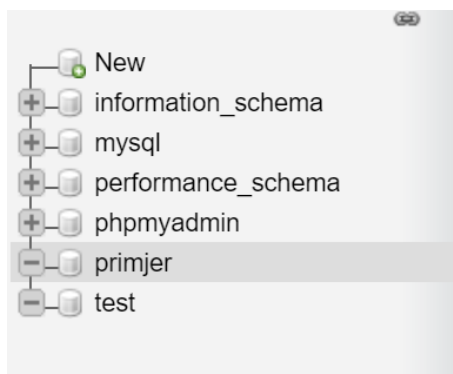 New
information_schema
mysql
performance_schema
phpmyadmin
primjer
test